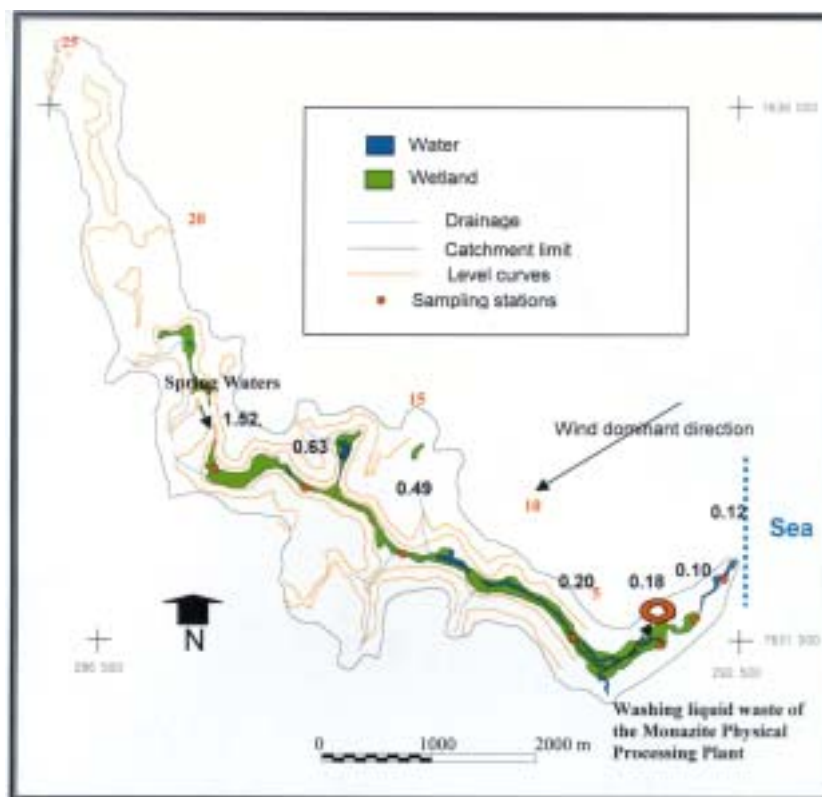 25
Water
Wetland
Drainage
Catchment limit
Level curves
Sampling stations
20
Spring Waters
1.52.
15
0.63
Wind dominant direction
0.49
10
0.12
Sea
0.20
5
0.18
0.10
N
Washing liquid waste of
the Monazite Physical
Processing Plant
0
1000
2000 m